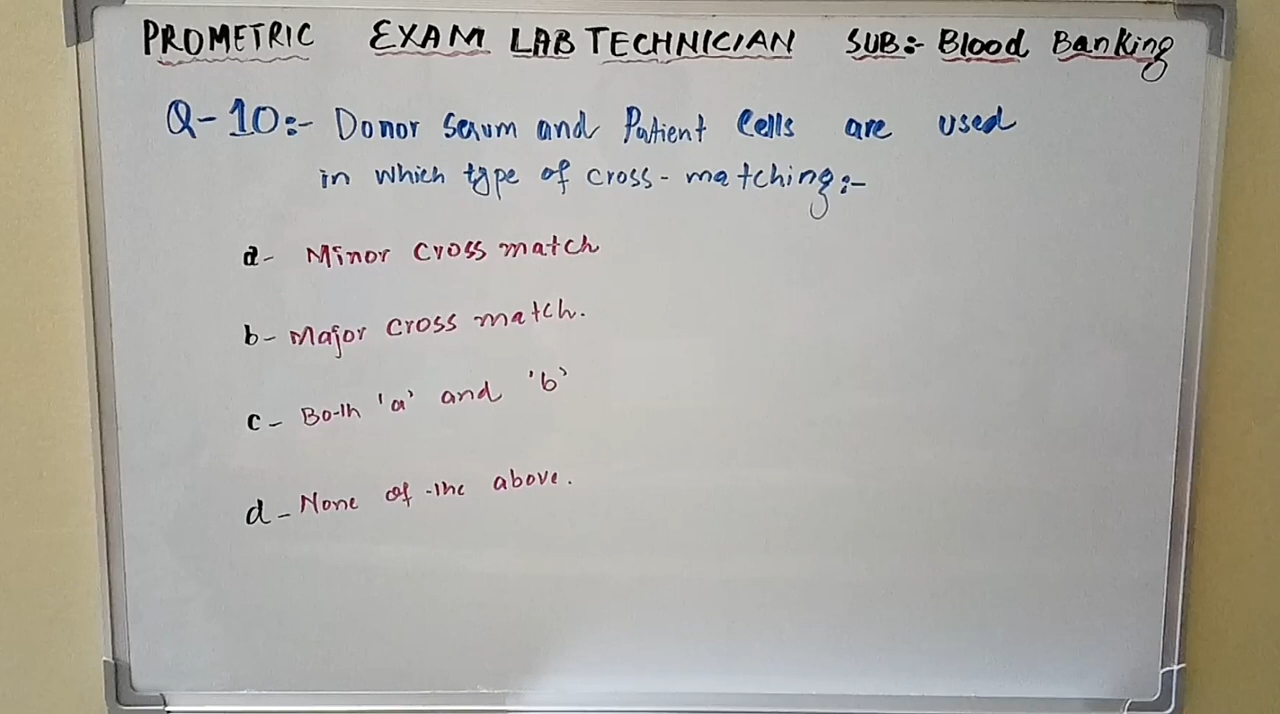 PROMETRIC EXAM LAB TECHNICIAN SUB:- Blood Banking
Q-10:- Donor Serum and Patient Cells are used
in which type of cross-matching:-
a- Minor Cross match
b- Major cross match.
c- Both 'a' and 'b'
d- None of the above.